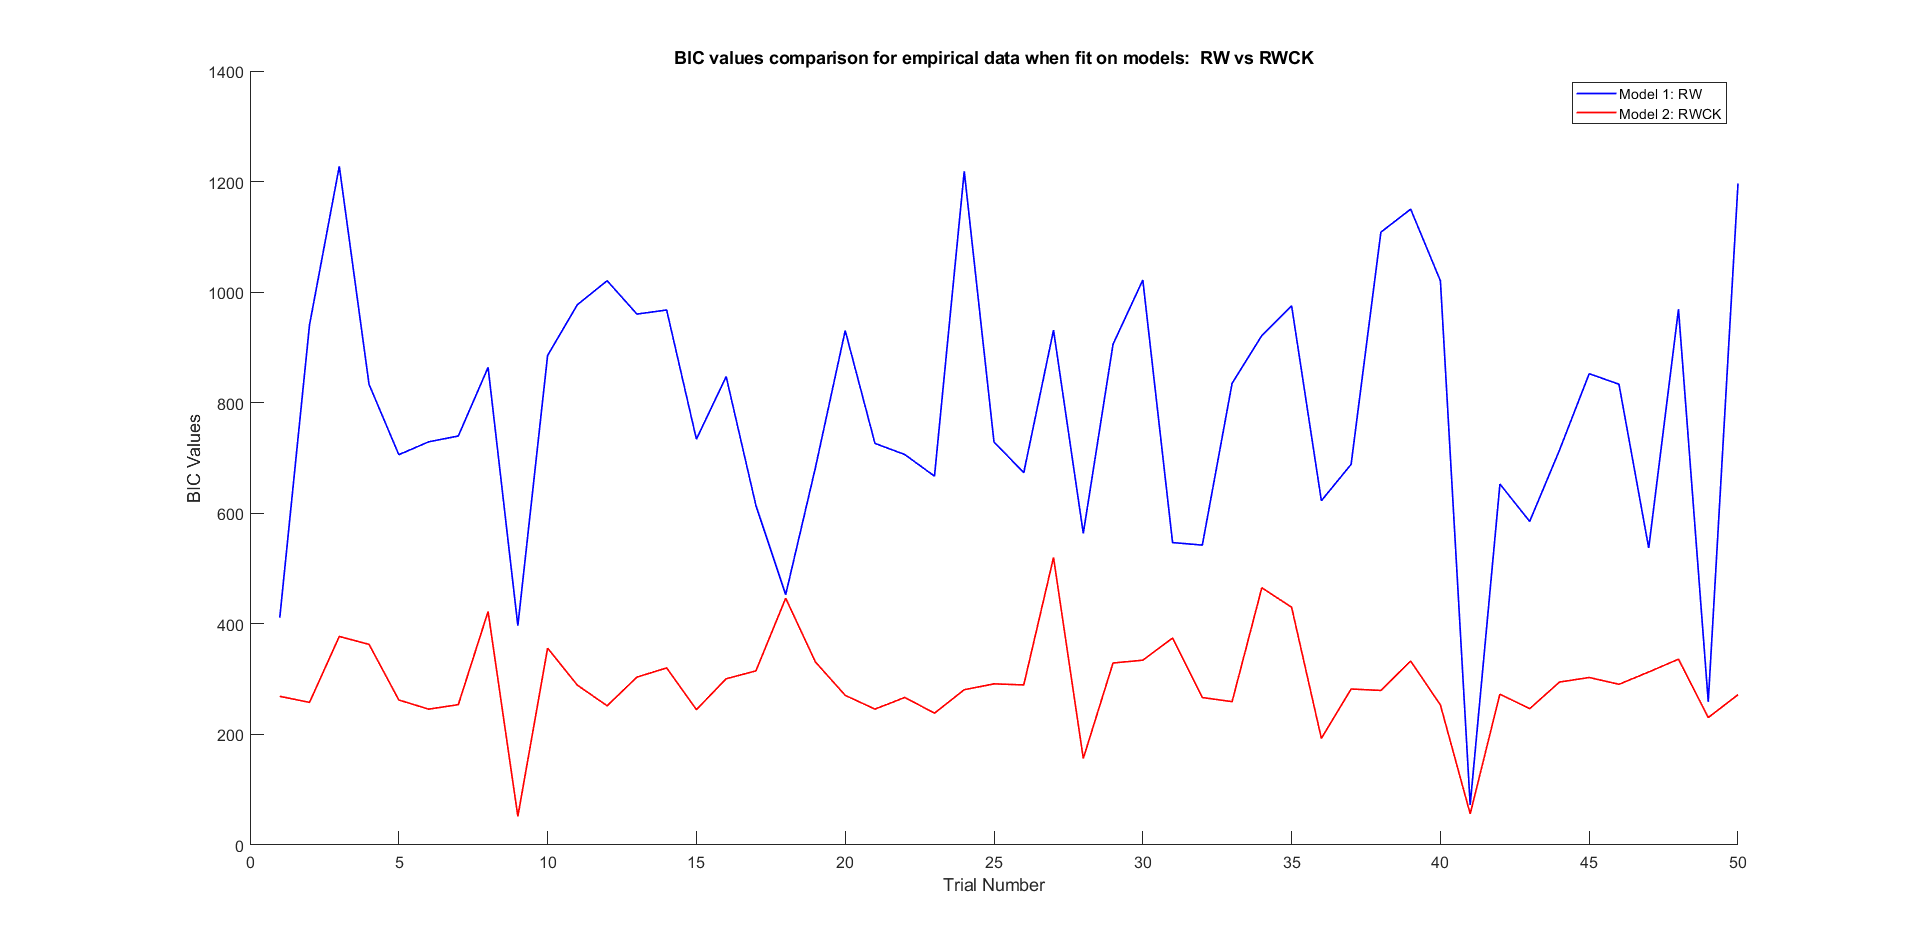 BIC values comparison for empirical data when fit on models:  RW vs RWCK
Model 1: RW
Model 2: RWCK
BIC Values
1400
1200
1000
800
600
400
200
0
0 5 10 15 20 25 30 35 40 45 50
Trial Number